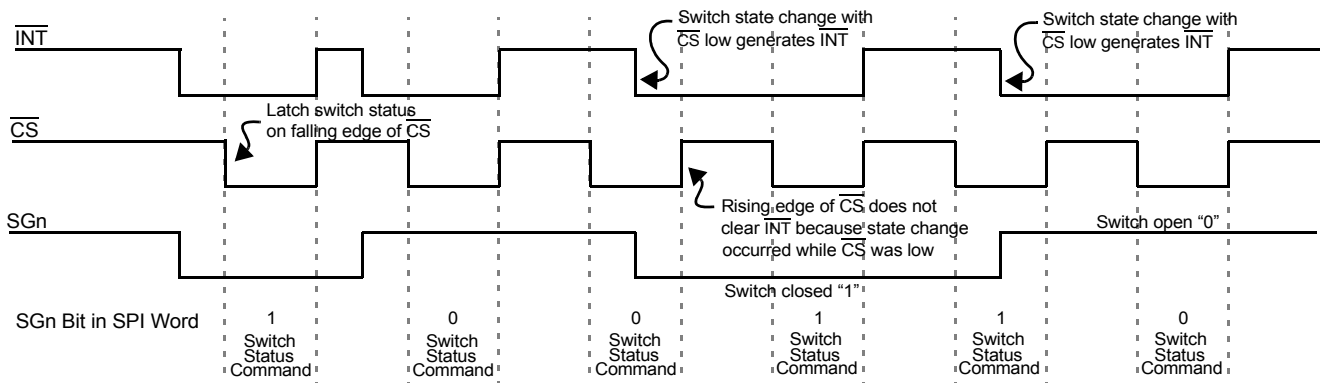 INT
Switch state change with
CS low generates INT
Switch state change with
CS low generates INT
CS
Latch switch status
on falling edge of CS
Rising edge of CS does not
clear INT because state change
occurred while CS was low
SGn
Switch open “0”
Switch closed “1”
SGn Bit in SPI Word
1
Switch
Status
Command
0
Switch
Status
Command
0
Switch
Status
Command
1
Switch
Status
Command
1
Switch
Status
Command
0
Switch
Status
Command